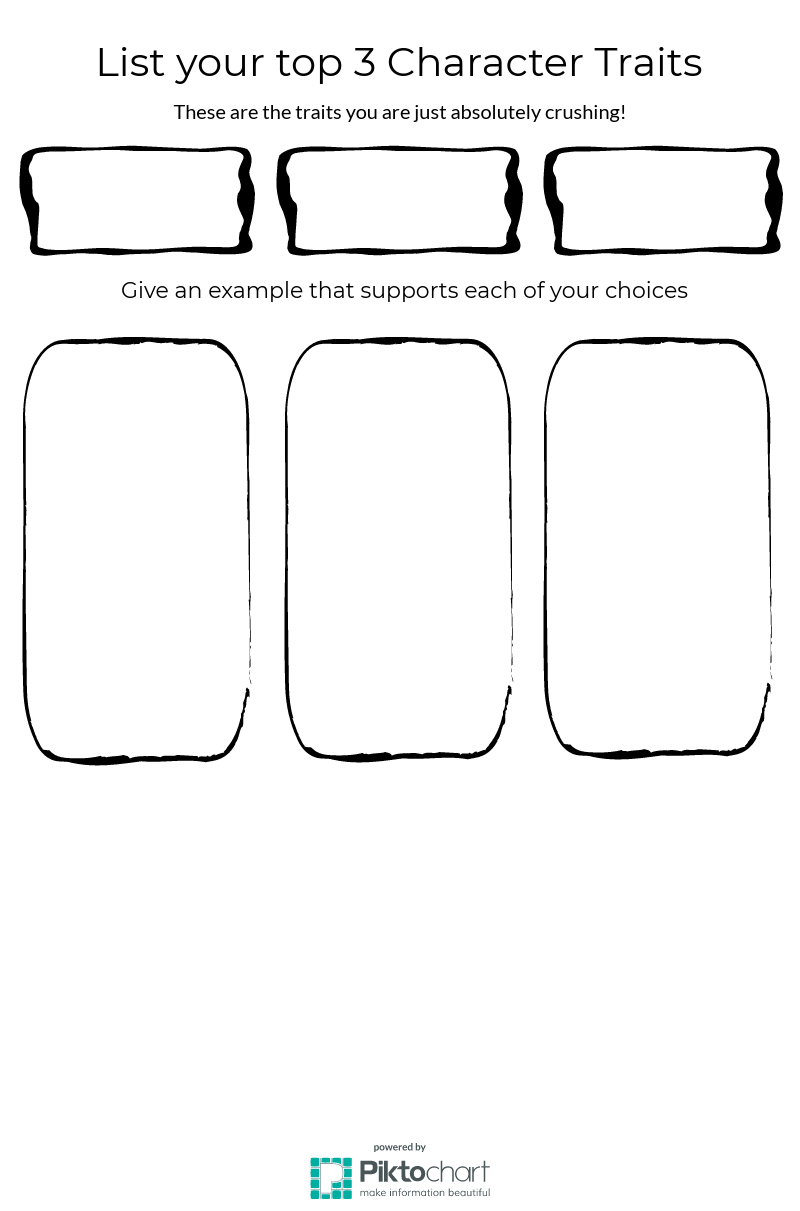 List your top 3 Character Traits
These are the traits you are just absolutely crushing!
Give an example that supports each of your choices
powered by
Piktochart
make information beautiful